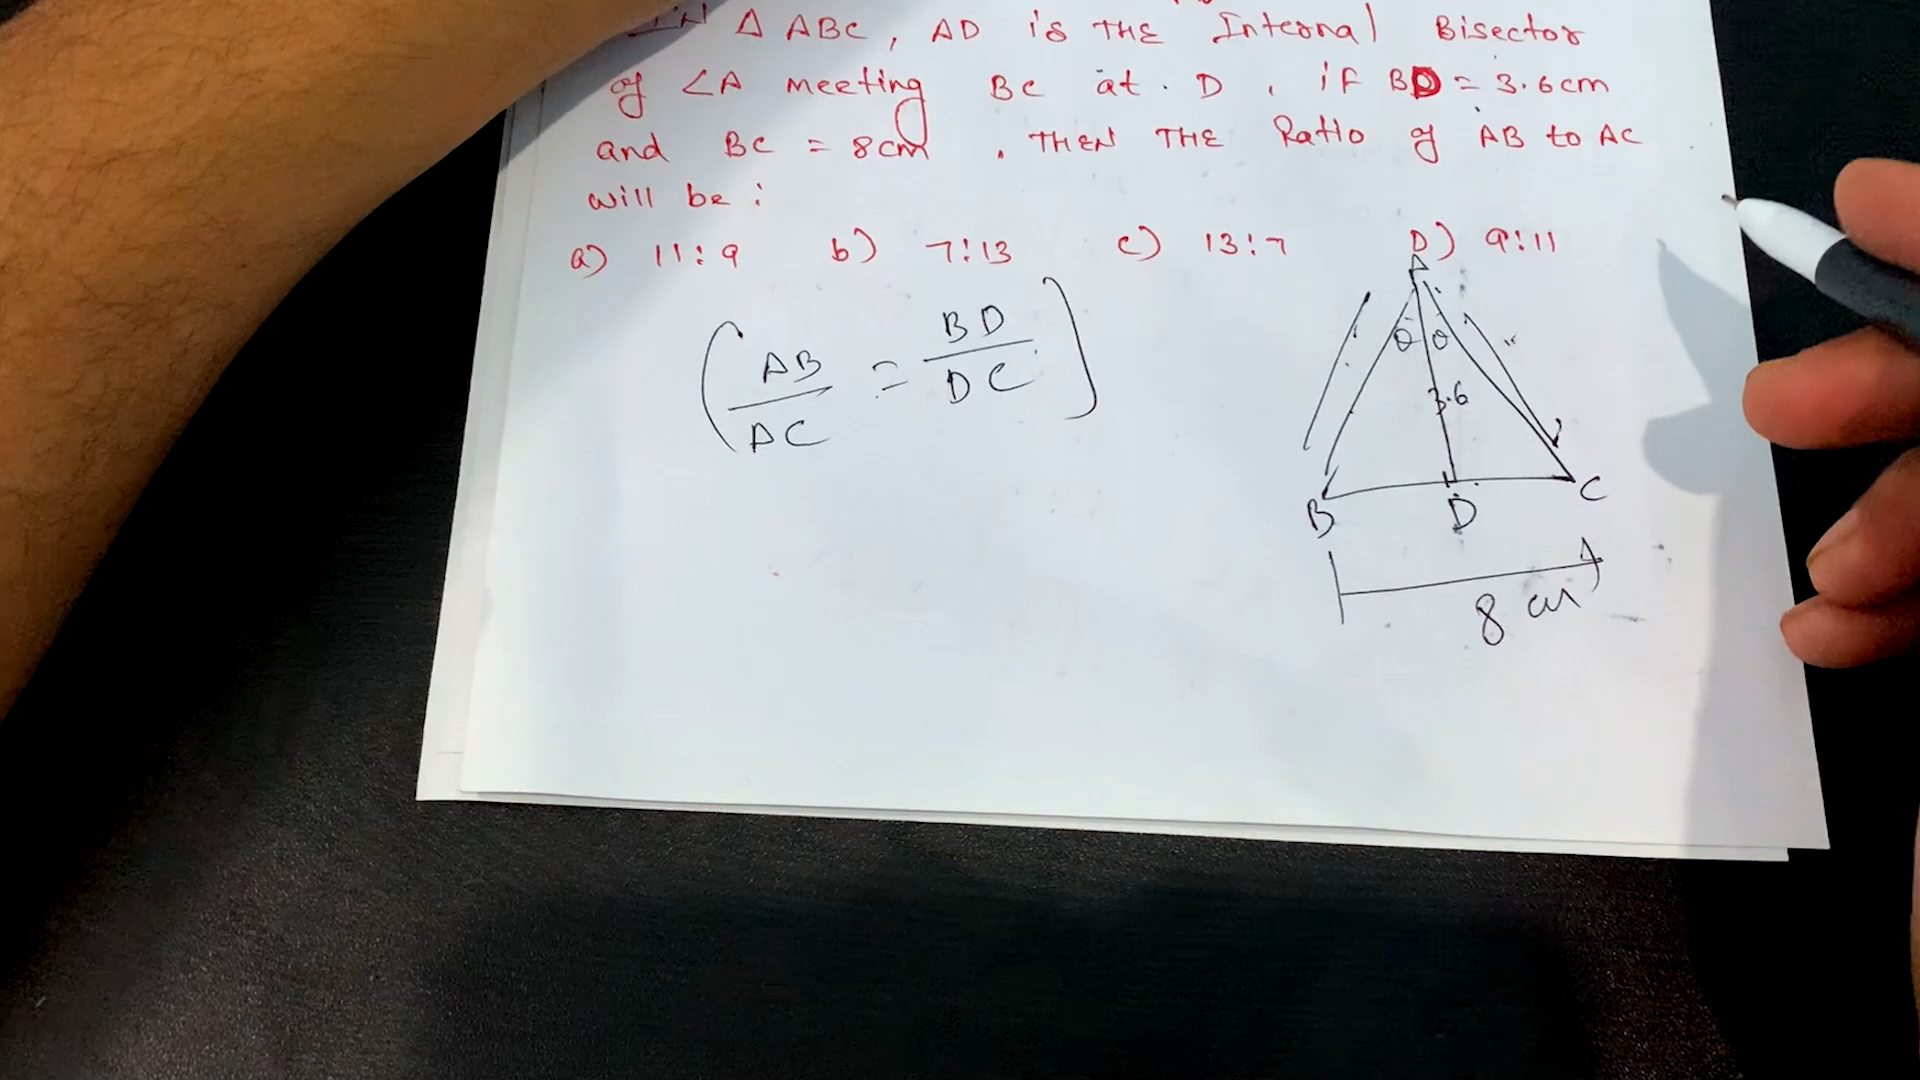 IN Δ ABC, AD is THE Internal Bisector
of ∠A meeting BC at D, if BD = 3.6cm
and BC = 8cm, THEN THE Ratio of AB to AC
will be:
a) 11:9 b) 7:13 c) 13:7 D) 9:11
(AB/AC = BD/DC)
A
θ θ
3.6
B D C
8 cm